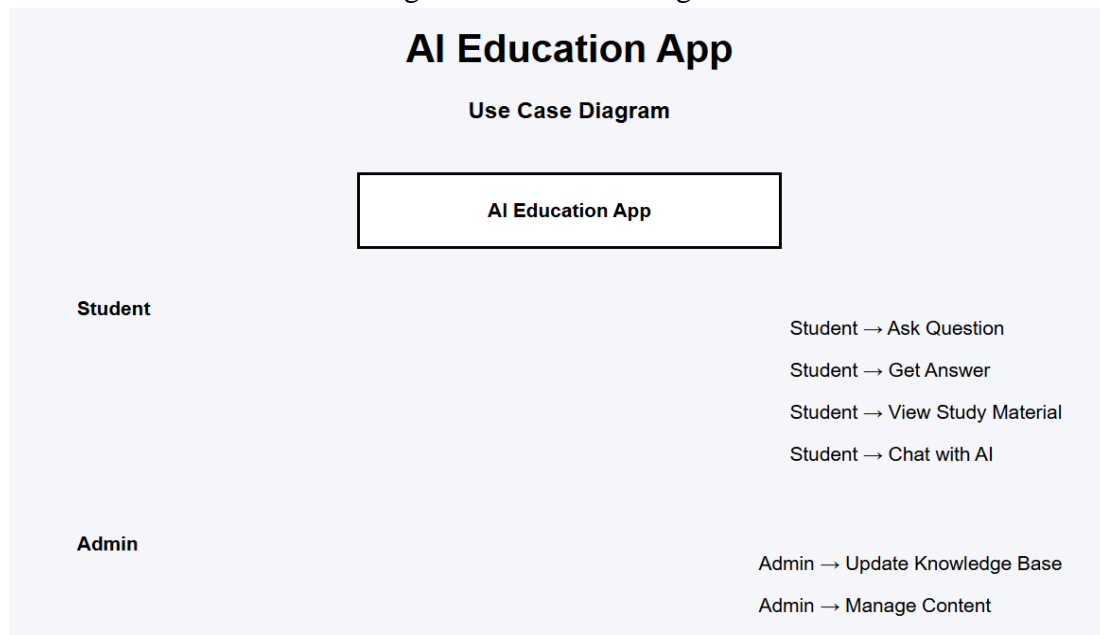 AI Education App
Use Case Diagram
AI Education App
Student
Student → Ask Question
Student → Get Answer
Student → View Study Material
Student → Chat with AI
Admin
Admin → Update Knowledge Base
Admin → Manage Content